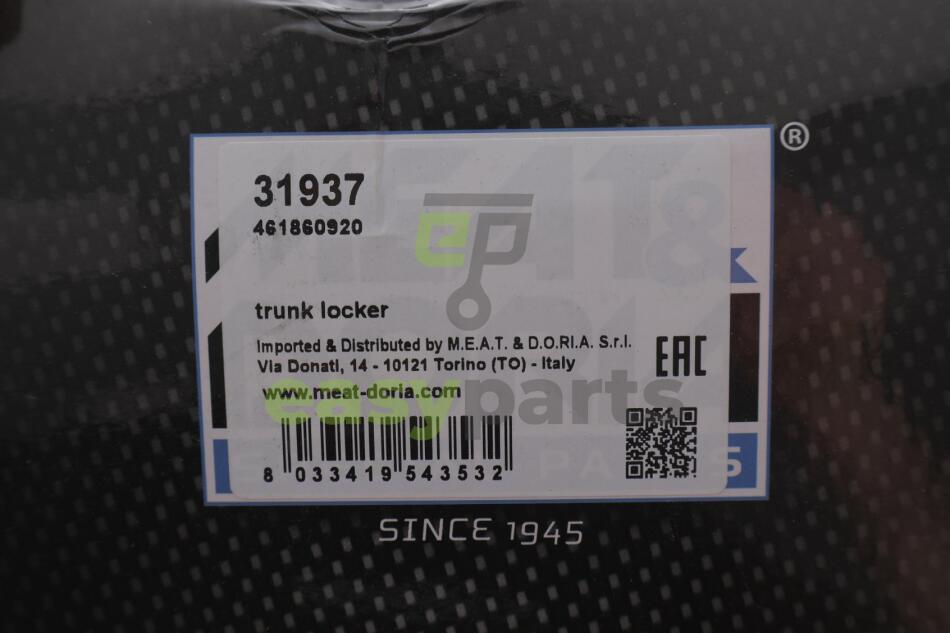 ®
31937
461860920
ep
trunk locker
Imported & Distributed by M.E.A.T. & D.O.R.I.A. S.r.l.
Via Donati, 14 - 10121 Torino (TO) - Italy
EAC
www.meat-doria.com
easyparts
8 033419 543532
SINCE 1945